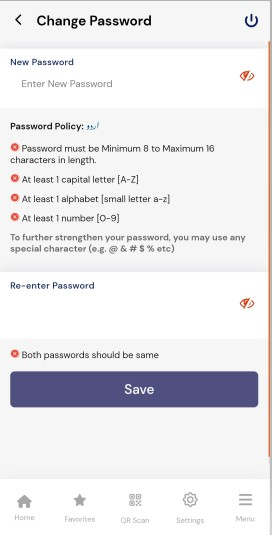 Change Password
New Password
Enter New Password
Password Policy: اردو
Password must be Minimum 8 to Maximum 16
characters in length.
At least 1 capital letter [A-Z]
At least 1 alphabet [small letter a-z]
At least 1 number [0-9]
To further strengthen your password, you may use any
special character (e.g. @ & # $ % etc)
Re-enter Password
Both passwords should be same
Save
Home
Favorites
QR Scan
Settings
Menu